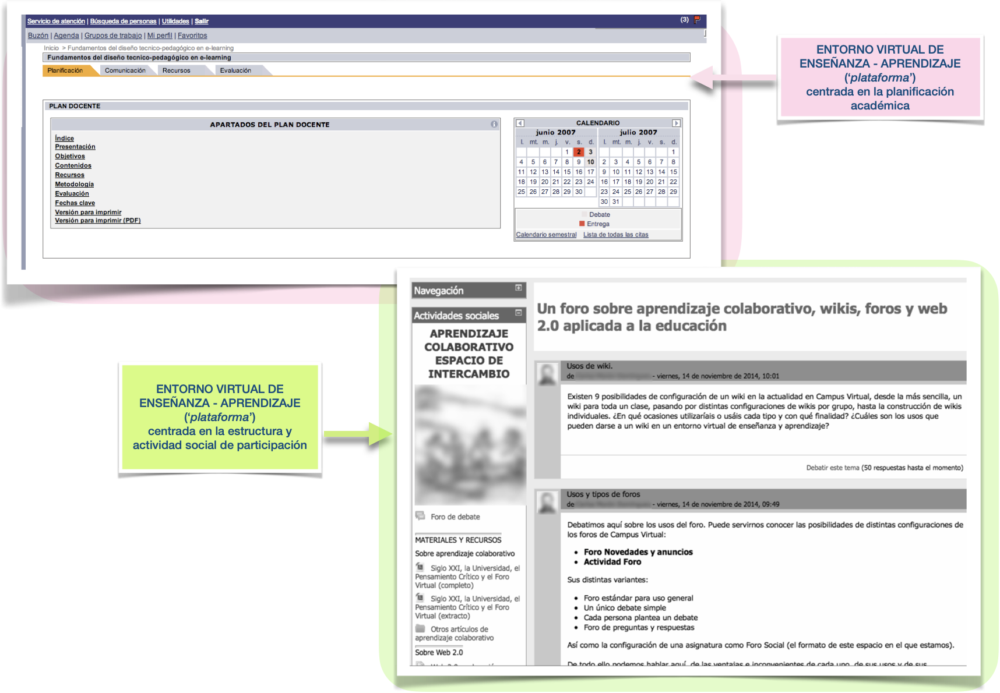 Servicio de atención | Búsqueda de personas | Utilidades | Salir
(3)
Buzón | Agenda | Grupos de trabajo | Mi perfil | Favoritos
Inicio > Fundamentos del diseño tecnico-pedagógico en e-learning
Fundamentos del diseño tecnico-pedagógico en e-learning
Planificación Comunicación Recursos Evaluación
PLAN DOCENTE
APARTADOS DEL PLAN DOCENTE
Índice
Presentación
Objetivos
Contenidos
Recursos
Metodología
Evaluación
Fechas clave
Versión para imprimir
Versión para imprimir (PDF)
CALENDARIO
junio 2007 julio 2007
l. mt. m. j. v. s. d. l. mt. m. j. v. s. d.
1 2 3 1
4 5 6 7 8 9 10 2 3 4 5 6 7 8
11 12 13 14 15 16 17 9 10 11 12 13 14 15
18 19 20 21 22 23 24 16 17 18 19 20 21 22
25 26 27 28 29 30 23 24 25 26 27 28 29
30 31
Debate
Entrega
Calendario semestral Lista de todas las citas
ENTORNO VIRTUAL DE
ENSEÑANZA - APRENDIZAJE
(‘plataforma’)
centrada en la planificación
académica
ENTORNO VIRTUAL DE
ENSEÑANZA - APRENDIZAJE
(‘plataforma’)
centrada en la estructura y
actividad social de participación
Navegación
Actividades sociales
APRENDIZAJE
COLABORATIVO
ESPACIO DE
INTERCAMBIO
Foro de debate
MATERIALES Y RECURSOS
Sobre aprendizaje colaborativo
Siglo XXI, la Universidad, el
Pensamiento Crítico y el Foro
Virtual (completo)
Siglo XXI, la Universidad, el
Pensamiento Crítico y el Foro
Virtual (extracto)
Otros artículos de
aprendizaje colaborativo
Sobre Web 2.0
Un foro sobre aprendizaje colaborativo, wikis, foros y web
2.0 aplicada a la educación
Usos de wiki.
de - viernes, 14 de noviembre de 2014, 10:01
Existen 9 posibilidades de configuración de un wiki en la actualidad en Campus Virtual, desde la más sencilla, un
wiki para toda un clase, pasando por distintas configuraciones de wikis por grupo, hasta la construcción de wikis
individuales. ¿En qué ocasiones utilizaríais o usáis cada tipo y con qué finalidad? ¿Cuáles son los usos que
pueden darse a un wiki en un entorno virtual de enseñanza y aprendizaje?
Debatir este tema (50 respuestas hasta el momento)
Usos y tipos de foros
de - viernes, 14 de noviembre de 2014, 09:49
Debatimos aquí sobre los usos del foro. Puede servirnos conocer las posibilidades de distintas configuraciones de
los foros de Campus Virtual:
• Foro Novedades y anuncios
• Actividad Foro
Sus distintas variantes:
• Foro estándar para uso general
• Un único debate simple
• Cada persona plantea un debate
• Foro de preguntas y respuestas
Así como la configuración de una asignatura como Foro Social (el formato de este espacio en el que estamos).
De todo ello podemos hablar aquí, de las ventajas e inconvenientes de cada uno, de sus usos y de sus